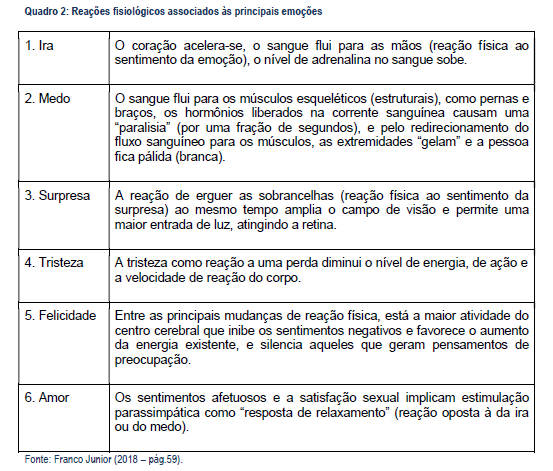 Quadro 2: Reações fisiológicos associados às principais emoções
1. Ira
O coração acelera-se, o sangue flui para as mãos (reação física ao
sentimento da emoção), o nível de adrenalina no sangue sobe.
2. Medo
O sangue flui para os músculos esqueléticos (estruturais), como pernas e
braços, os hormônios liberados na corrente sanguínea causam uma
“paralisia” (por uma fração de segundos), e pelo redirecionamento do
fluxo sanguíneo para os músculos, as extremidades “gelam” e a pessoa
fica pálida (branca).
3. Surpresa
A reação de erguer as sobrancelhas (reação física ao sentimento da
surpresa) ao mesmo tempo amplia o campo de visão e permite uma
maior entrada de luz, atingindo a retina.
4. Tristeza
A tristeza como reação a uma perda diminui o nível de energia, de ação e
a velocidade de reação do corpo.
5. Felicidade
Entre as principais mudanças de reação física, está a maior atividade do
centro cerebral que inibe os sentimentos negativos e favorece o aumento
da energia existente, e silencia aqueles que geram pensamentos de
preocupação.
6. Amor
Os sentimentos afetuosos e a satisfação sexual implicam estimulação
parassimpática como “resposta de relaxamento” (reação oposta à da ira
ou do medo).
Fonte: Franco Junior (2018 – pág.59).